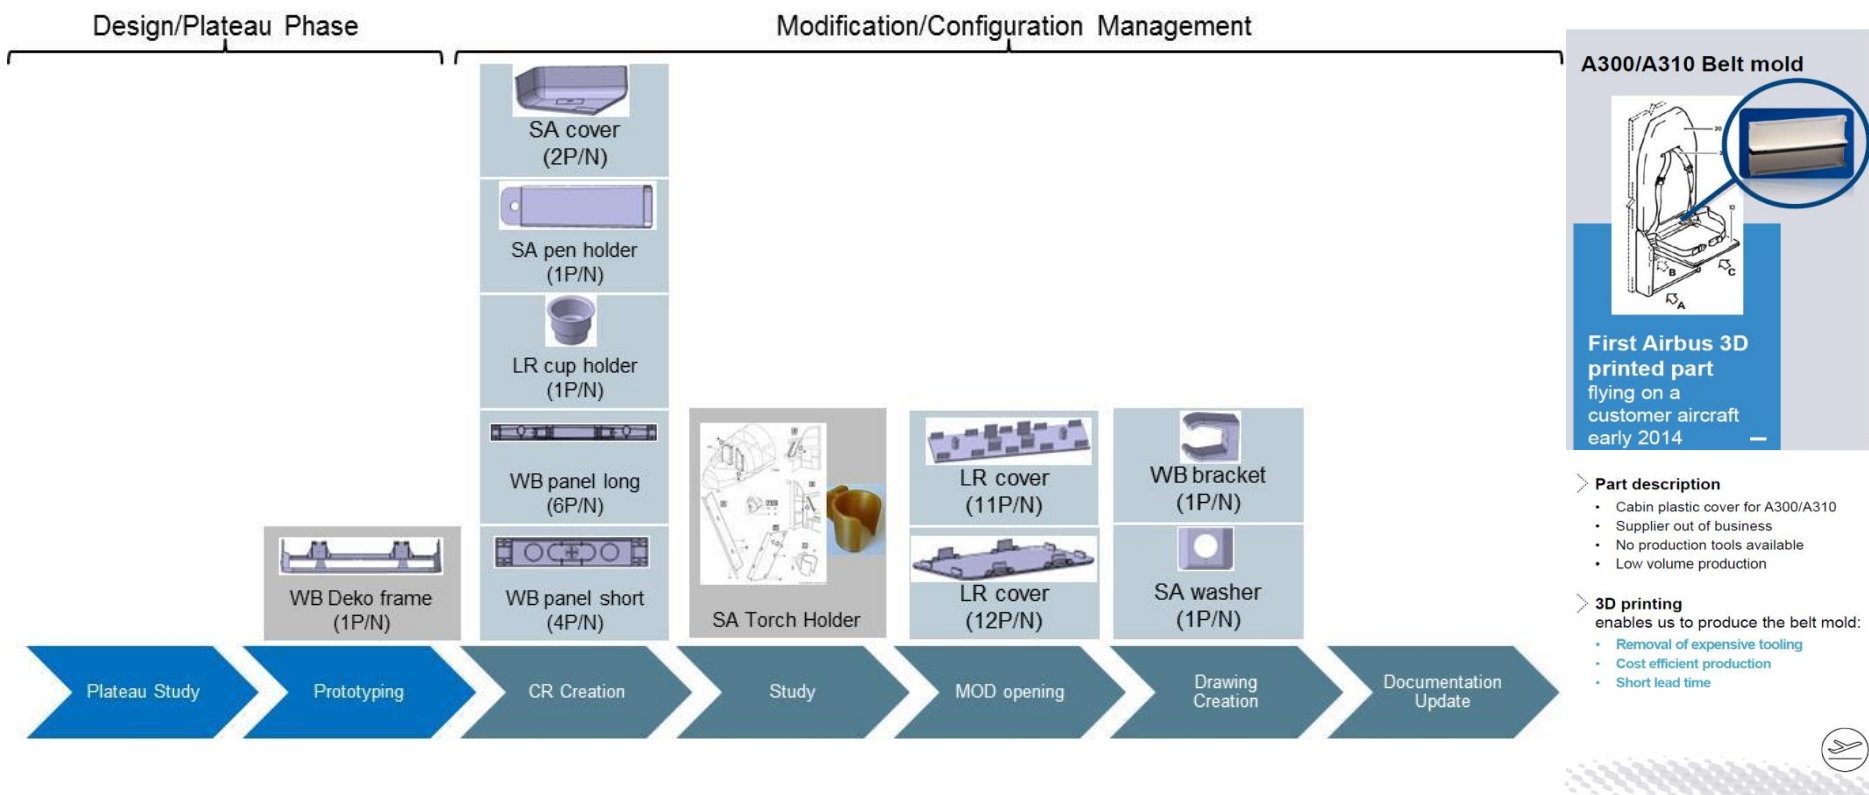 Design/Plateau Phase
Modification/Configuration Management
SA cover
(2P/N)
SA pen holder
(1P/N)
LR cup holder
(1P/N)
WB panel long
(6P/N)
WB panel short
(4P/N)
WB Deko frame
(1P/N)
SA Torch Holder
LR cover
(11P/N)
LR cover
(12P/N)
WB bracket
(1P/N)
SA washer
(1P/N)
Plateau Study
Prototyping
CR Creation
Study
MOD opening
Drawing
Creation
Documentation
Update
A300/A310 Belt mold
20
10
B
C
A
First Airbus 3D
printed part
flying on a
customer aircraft
early 2014
Part description
• Cabin plastic cover for A300/A310
• Supplier out of business
• No production tools available
• Low volume production
3D printing
enables us to produce the belt mold:
• Removal of expensive tooling
• Cost efficient production
• Short lead time